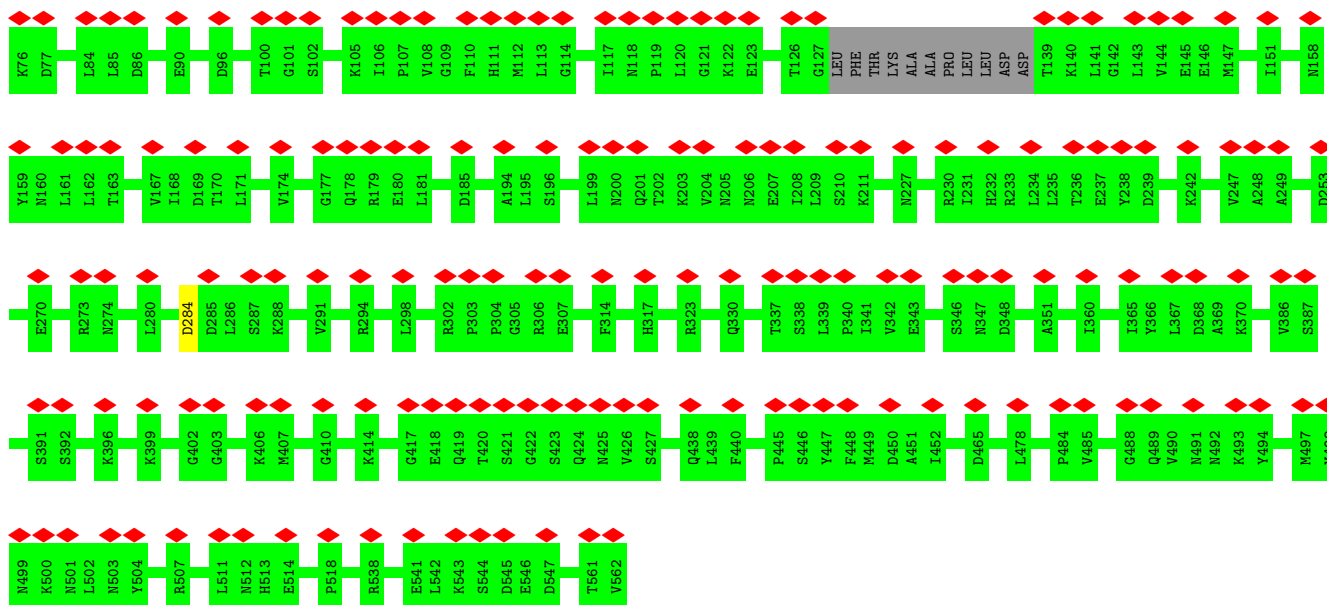 K76 D77 L84 L85 D86 E90 D96 T100 G101 S102 K105 I106 P107 V108 G109 F110 H111 M112 L113 G114 I117 N118 P119 L120 G121 K122 E123 T126 G127 LEU PHE THR LYS ALA ALA PRO LEU LEU ASP ASP T139 K140 L141 G142 L143 V144 E145 E146 M147 I151 N158
Y159 N160 L161 L162 T163 V167 I168 D169 T170 L171 V174 G177 Q178 R179 E180 L181 D185 A194 L195 S196 L199 N200 Q201 T202 K203 V204 N205 N206 E207 I208 L209 S210 K211 N227 R230 I231 H232 R233 L234 L235 T236 E237 Y238 D239 K242 V247 A248 A249 D253
E270 R273 N274 L280 D284 D285 L286 S287 K288 V291 R294 L298 R302 P303 P304 G305 R306 E307 F314 H317 R323 Q330 T337 S338 L339 P340 I341 V342 E343 S346 N347 D348 A351 I360 I365 Y366 L367 D368 A369 K370 V386 S387
S391 S392 K396 K399 G402 G403 K406 M407 G410 K414 G417 E418 Q419 T420 S421 G422 S423 Q424 N425 V426 S427 Q438 L439 F440 P445 S446 Y447 F448 M449 D450 A451 I452 D465 L478 P484 V485 G488 Q489 V490 N491 N492 K493 Y494 M497
N499 K500 N501 L502 N503 Y504 R507 L511 N512 H513 E514 P518 R538 E541 L542 K543 S544 D545 E546 D547 T561 V562